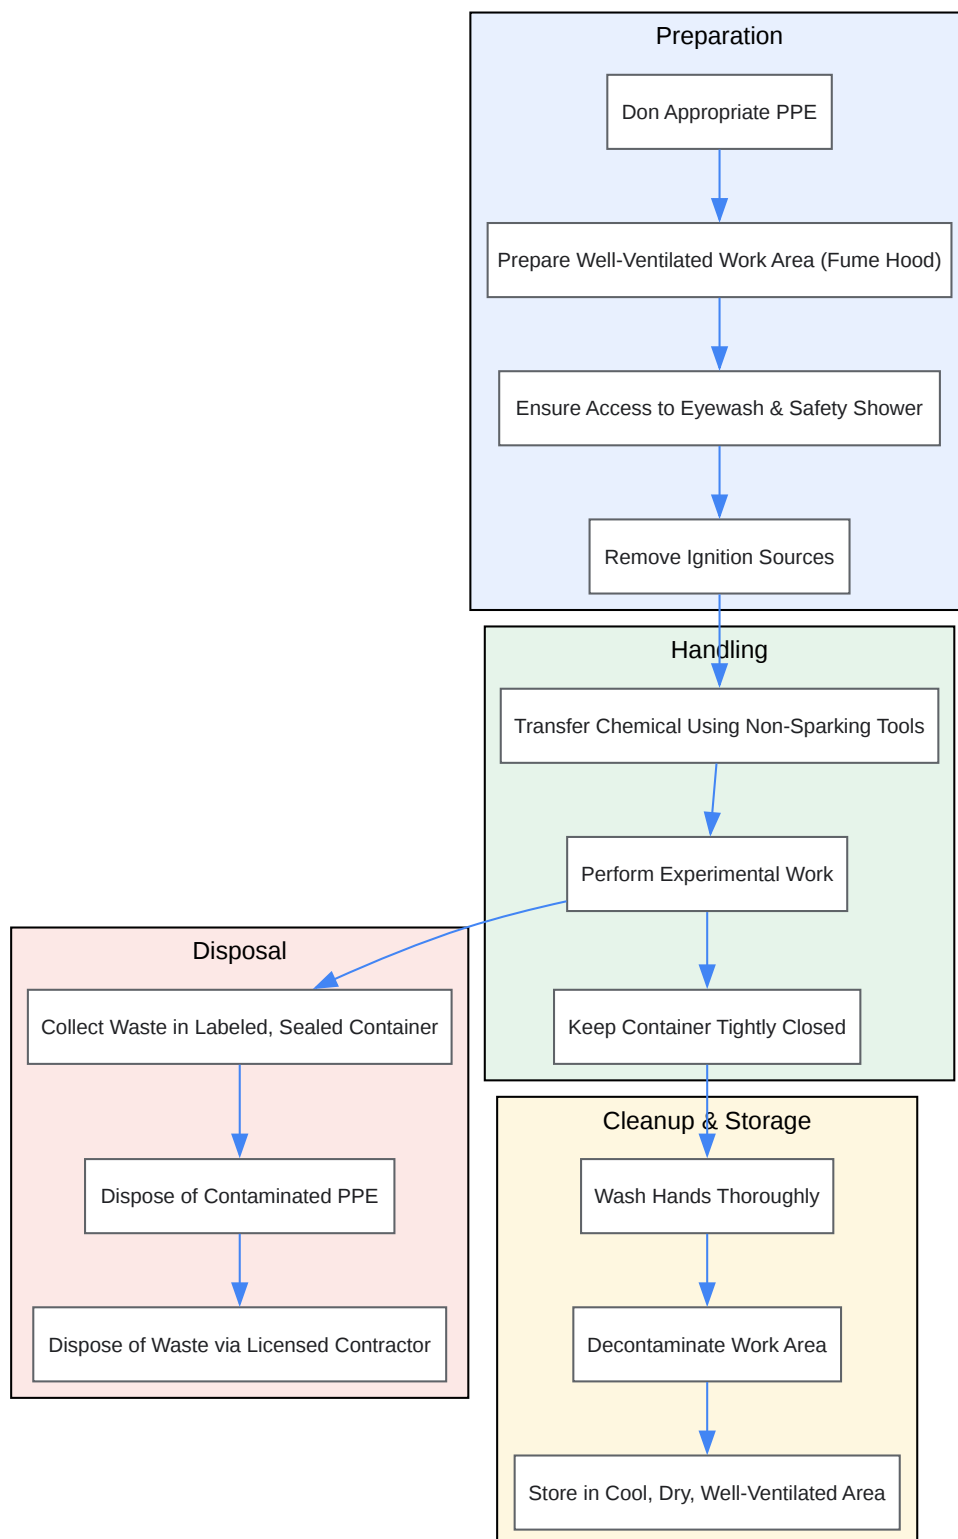 Preparation
Don Appropriate PPE
Prepare Well-Ventilated Work Area (Fume Hood)
Ensure Access to Eyewash & Safety Shower
Remove Ignition Sources
Handling
Transfer Chemical Using Non-Sparking Tools
Perform Experimental Work
Keep Container Tightly Closed
Disposal
Collect Waste in Labeled, Sealed Container
Dispose of Contaminated PPE
Dispose of Waste via Licensed Contractor
Cleanup & Storage
Wash Hands Thoroughly
Decontaminate Work Area
Store in Cool, Dry, Well-Ventilated Area